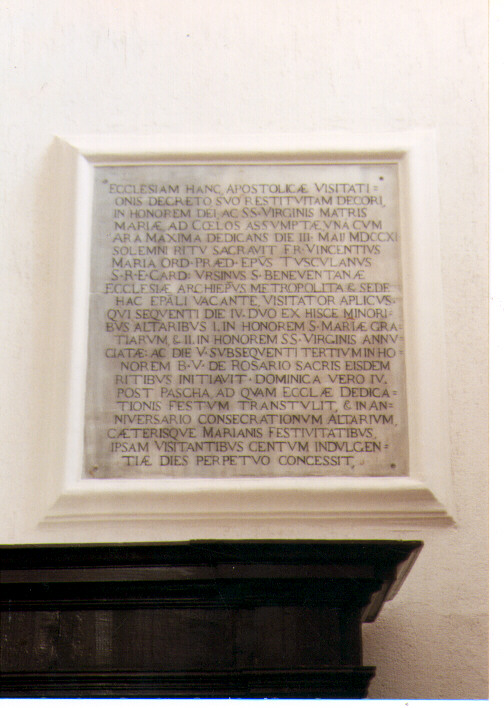 ECCLESIAM HANC APOSTOLICÆ VISITATI=
ONIS DECRETO SVO RESTITVTAM DECORI,
IN HONOREM DEI, AC SS·VIRGINIS MATRIS
MARIÆ, AD CŒLOS ASSVMPTÆ, VNA CVM
ARA MAXIMA DEDICANS DIE III·MAII MDCCXI
SOLEMNI RITV SACRAVIT FR·VINCENTIVS
MARIA ORD·PRÆD·EPVS TVSCVLANVS
S·R·E·CARD·VRSINVS S·BENEVENTANÆ
ECCLESIÆ ARCHIEPVS METROPOLITA & SEDE
HAC EPALI VACANTE VISITATOR APLICVS·
QVI SEQVENTI DIE IV·DVO EX HISCE MINORI=
BVS ALTARIBVS I. IN HONOREM S·MARIÆ GRA=
TIARVM, & II. IN HONOREM SS·VIRGINIS ANNV=
CIATÆ: AC DIE V·SVBSEQVENTI TERTIVM IN HO=
NOREM B·V·DE ROSARIO SACRIS EISDEM
RITIBVS INITIAVIT·DOMINICA VERO IV.
POST PASCHA, AD QVAM ECCLÆ DEDICA=
TIONIS FESTVM TRANSTVLIT, & IN AN=
NIVERSARIO CONSECRATIONVM ALTARIVM,
CÆTERISQVE MARIANIS FESTIVITATIBVS,
IPSAM VISITANTIBVS CENTVM INDVLGEN=
TIÆ DIES PERPETVO CONCESSIT.